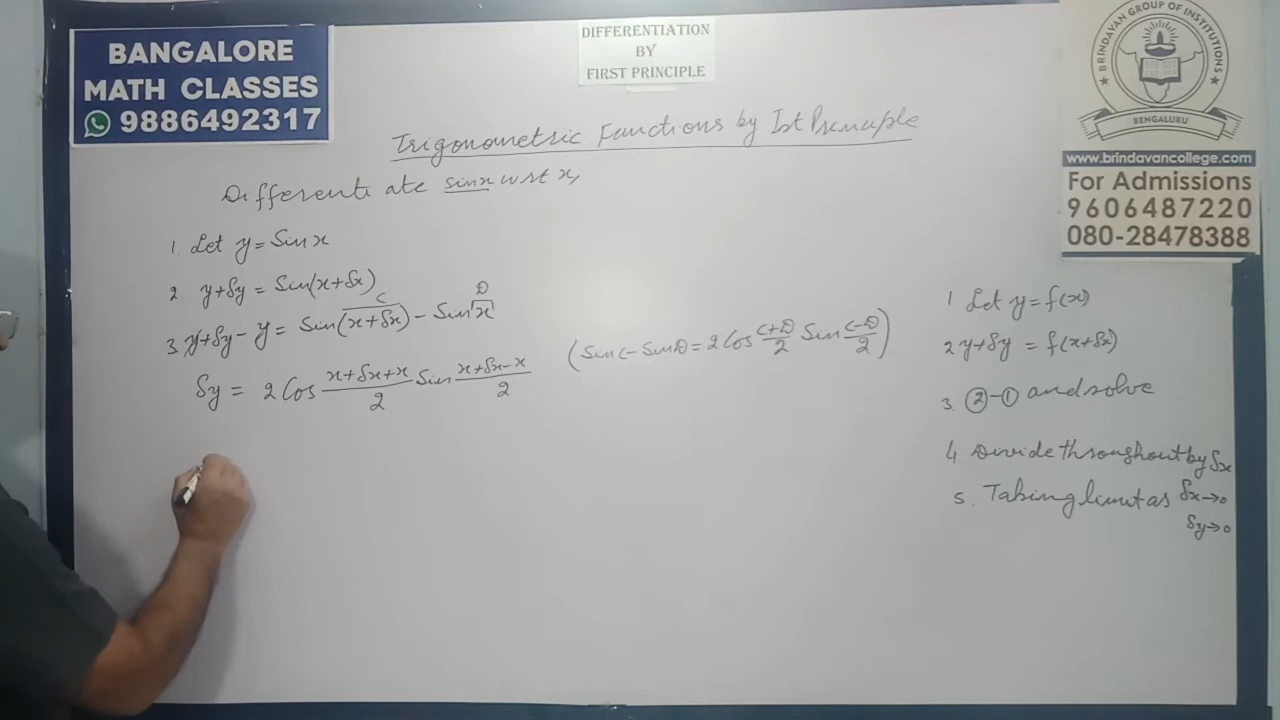 BANGALORE
MATH CLASSES
9886492317
DIFFERENTIATION
BY
FIRST PRINCIPLE
BRINDAVAN GROUP OF INSTITUTIONS
BENGALURU
www.brindavancollege.com
For Admissions
9606487220
080-28478388
Trigonometric Functions by Ist Principle
Differenti ate sinx wrt x,
1. Let y = Sin x
2. y+δy = Sin(x+δx)
C D
3. y+δy - y = Sin(x+δx) - Sin x
(Sin C - Sin D = 2 Cos (C+D)/2 Sin (C-D)/2)
δy = 2 Cos (x+δx+x)/2 Sin (x+δx-x)/2
1 Let y = f(x)
2 y+δy = f(x+δx)
3. ②-① and solve
4. Divide throughout by δx
5. Taking limit as δx→0
δy→0